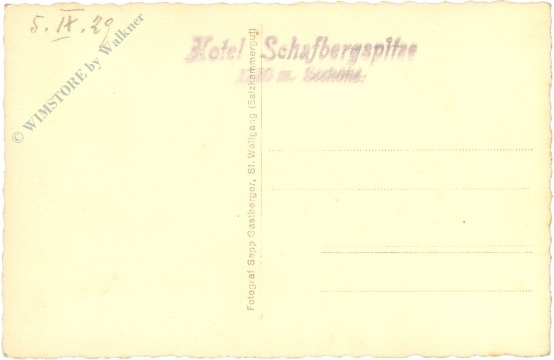 5. IX. 29
© WIMSTORE by Walkner
Hotel Schafbergspitze
m. Seehöhe.
Fotograf Sepp Gastberger, St. Wolfgang (Salzkammergut)